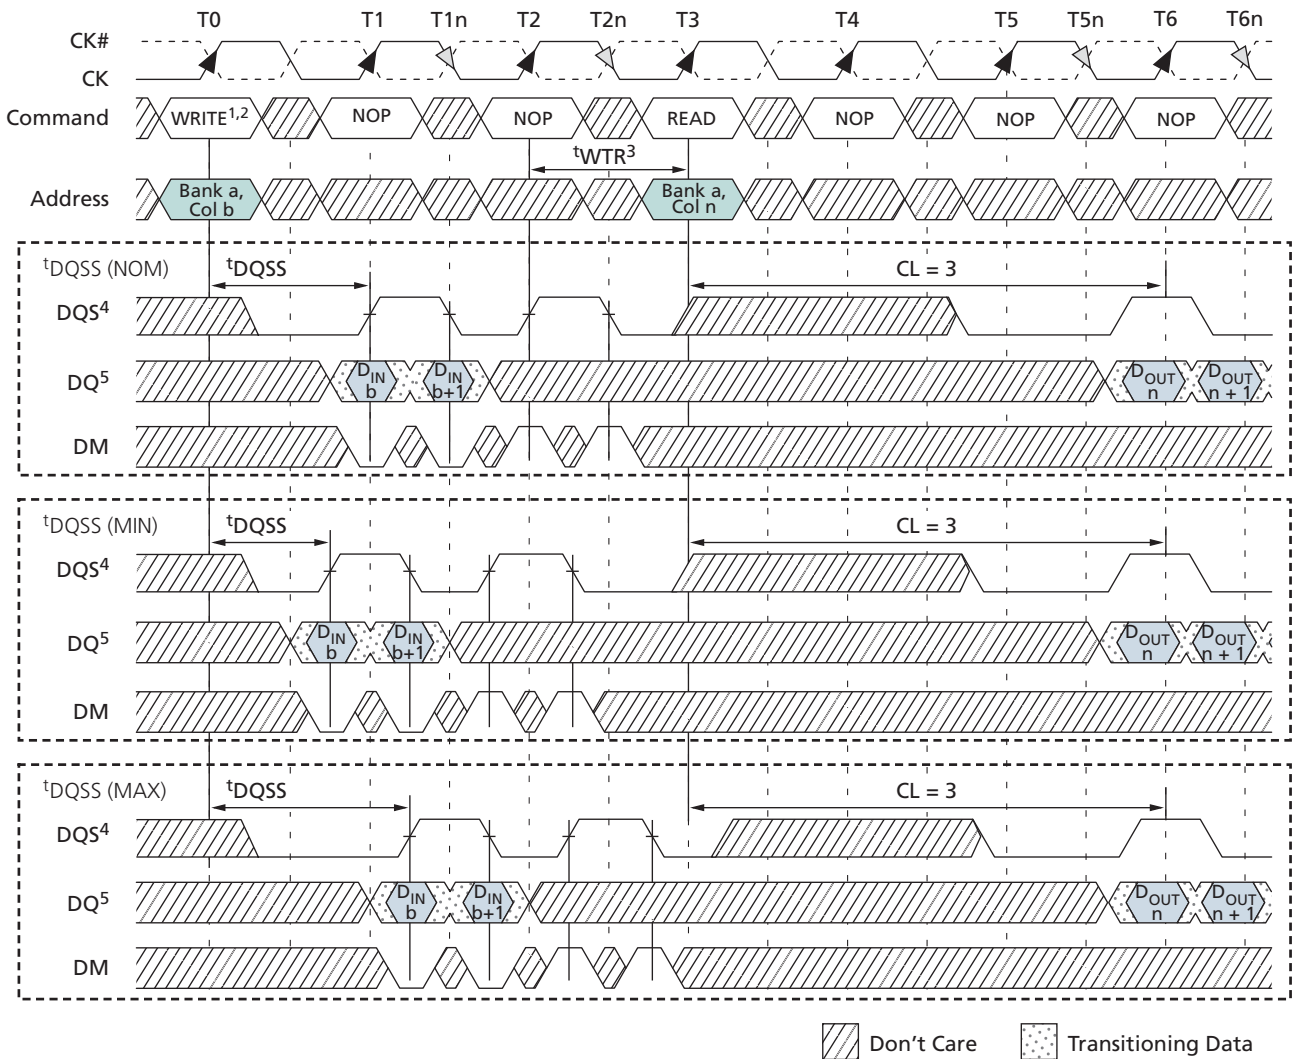 T0 T1 T1n T2 T2n T3 T4 T5 T5n T6 T6n
CK#
CK
Command WRITE1,2 NOP NOP READ NOP NOP NOP
tWTR3
Address Bank a, Col b Bank a, Col n
tDQSS (NOM) tDQSS CL = 3
DQS4
DQ5 DIN b DIN b+1 DOUT n DOUT n + 1
DM
tDQSS (MIN) tDQSS CL = 3
DQS4
DQ5 DIN b DIN b+1 DOUT n DOUT n + 1
DM
tDQSS (MAX) tDQSS CL = 3
DQS4
DQ5 DIN b DIN b+1 DOUT n DOUT n + 1
DM
Don't Care Transitioning Data